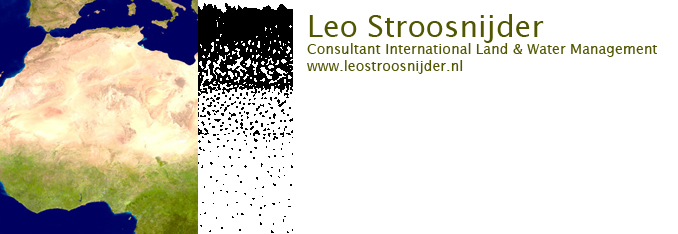 Leo Stroosnijder
Consultant International Land & Water Management
www.leostroosnijder.nl